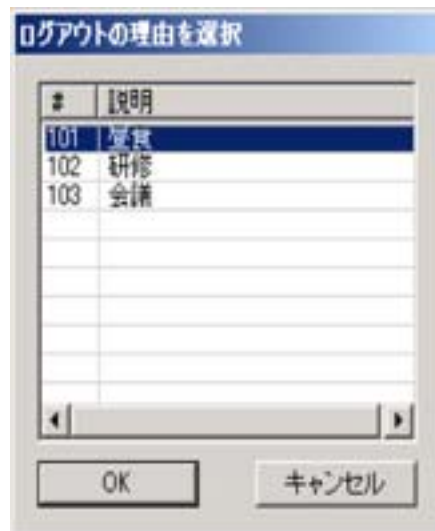 ログアウトの理由を選択
# 説明
101 昼食
102 研修
103 会議
OK キャンセル